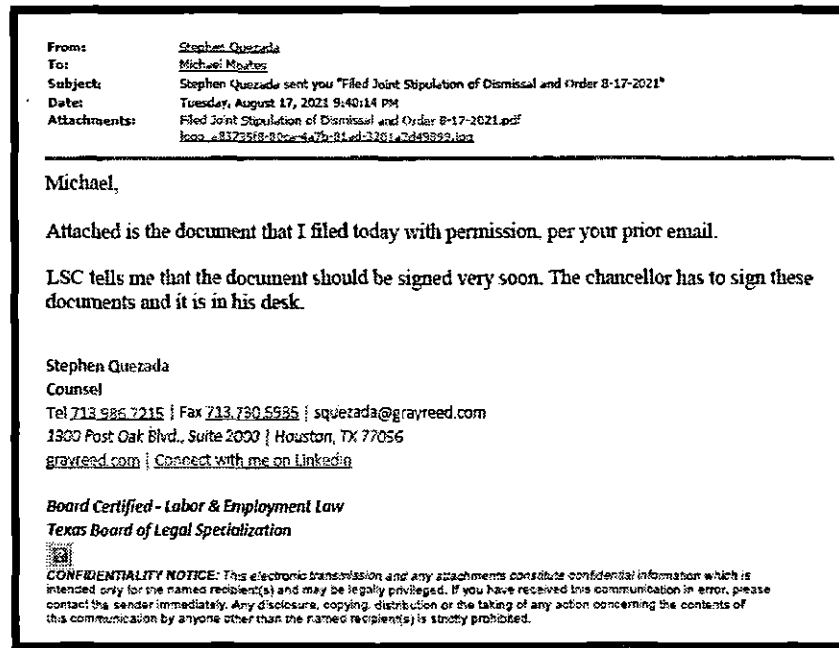 From: Stephen Quezada
To: Michael Moates
Subject: Stephen Quezada sent you "Filed Joint Stipulation of Dismissal and Order 8-17-2021"
Date: Tuesday, August 17, 2021 9:40:14 PM
Attachments: Filed Joint Stipulation of Dismissal and Order 8-17-2021.pdf
Michael,
Attached is the document that I filed today with permission, per your prior email.
LSC tells me that the document should be signed very soon. The chancellor has to sign these
documents and it is in his desk.
Stephen Quezada
Counsel
Tel 713.986.7215 | Fax 713.730.5985 | squezada@grayreed.com
1300 Post Oak Blvd., Suite 2000 | Houston, TX 77056
grayreed.com | Connect with me on LinkedIn
Board Certified - Labor & Employment Law
Texas Board of Legal Specialization
CONFIDENTIALITY NOTICE: This electronic transmission and any attachments constitute confidential information which is
intended only for the named recipient(s) and may be legally privileged. If you have received this communication in error, please
contact the sender immediately. Any disclosure, copying, distribution or the taking of any action concerning the contents of
this communication by anyone other than the named recipient(s) is strictly prohibited.